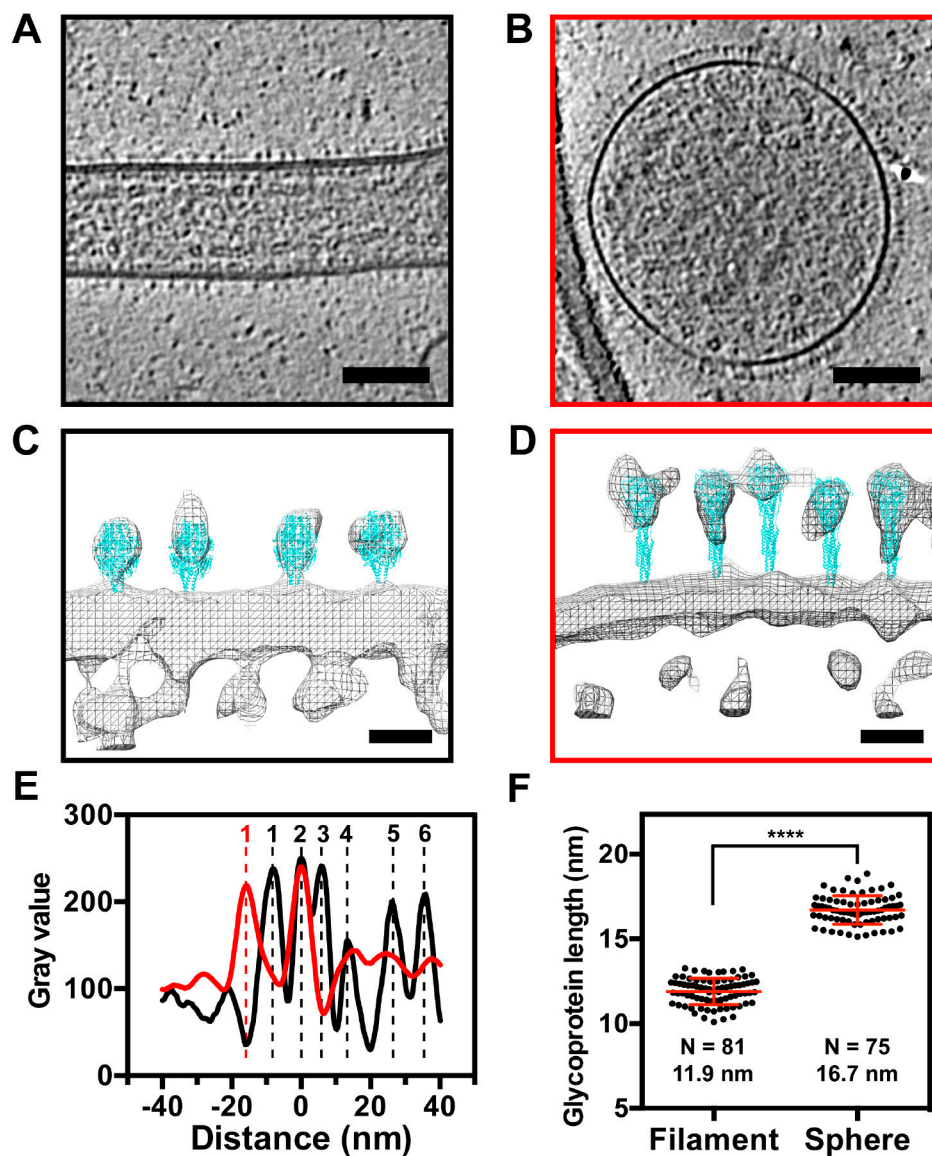 A
B
C
D
E
300
200
100
0
Gray value
1 1 2 3 4 5 6
-40 -20 0 20 40
Distance (nm)
F
****
20
15
10
5
Glycoprotein length (nm)
N = 81
11.9 nm
N = 75
16.7 nm
Filament Sphere